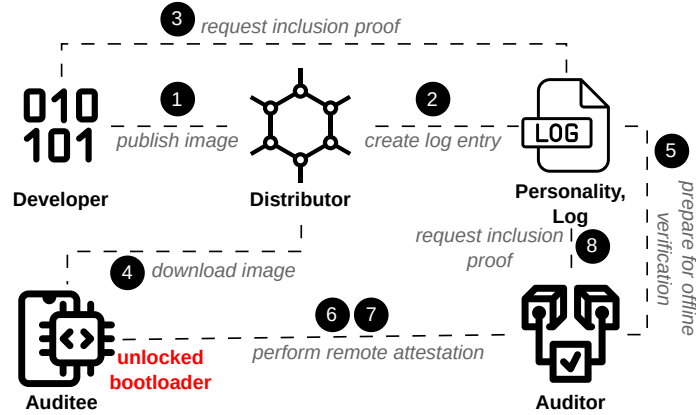 3
request inclusion proof
010
101
1
publish image
2
create log entry
LOG
5
prepare for offline
verification
Developer
Distributor
Personality,
Log
request inclusion
proof
8
4
download image
6 7
perform remote attestation
unlocked
bootloader
Auditee
Auditor